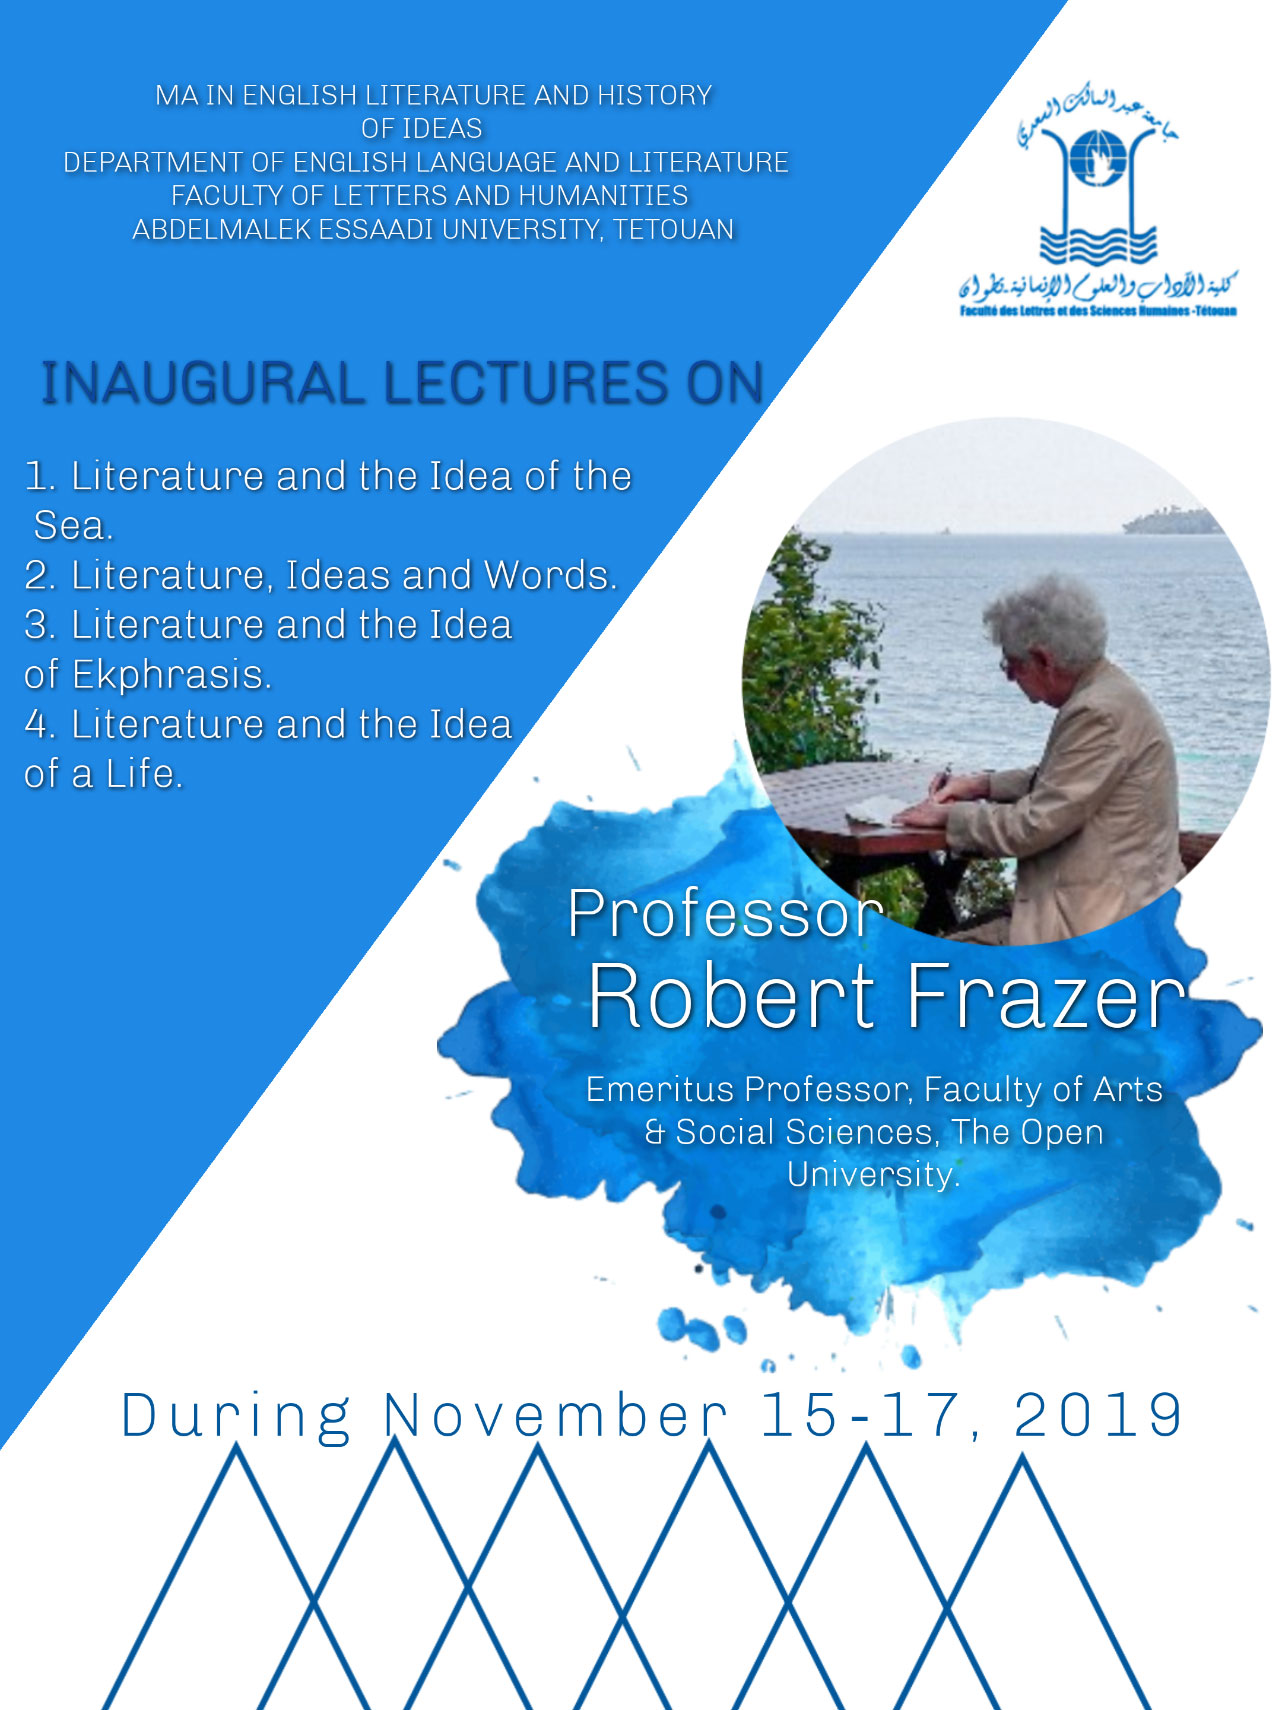 MA IN ENGLISH LITERATURE AND HISTORY
OF IDEAS
DEPARTMENT OF ENGLISH LANGUAGE AND LITERATURE
FACULTY OF LETTERS AND HUMANITIES
ABDELMALEK ESSAADI UNIVERSITY, TETOUAN
جامعة عبد المالك السعدي
كلية الآداب والعلوم الإنسانية - تطوان
Faculté des Lettres et des Sciences Humaines -Tétouan
INAUGURAL LECTURES ON
1. Literature and the Idea of the
Sea.
2. Literature, Ideas and Words.
3. Literature and the Idea
of Ekphrasis.
4. Literature and the Idea
of a Life.
Professor
Robert Frazer
Emeritus Professor, Faculty of Arts
& Social Sciences, The Open
University.
During November 15-17, 2019